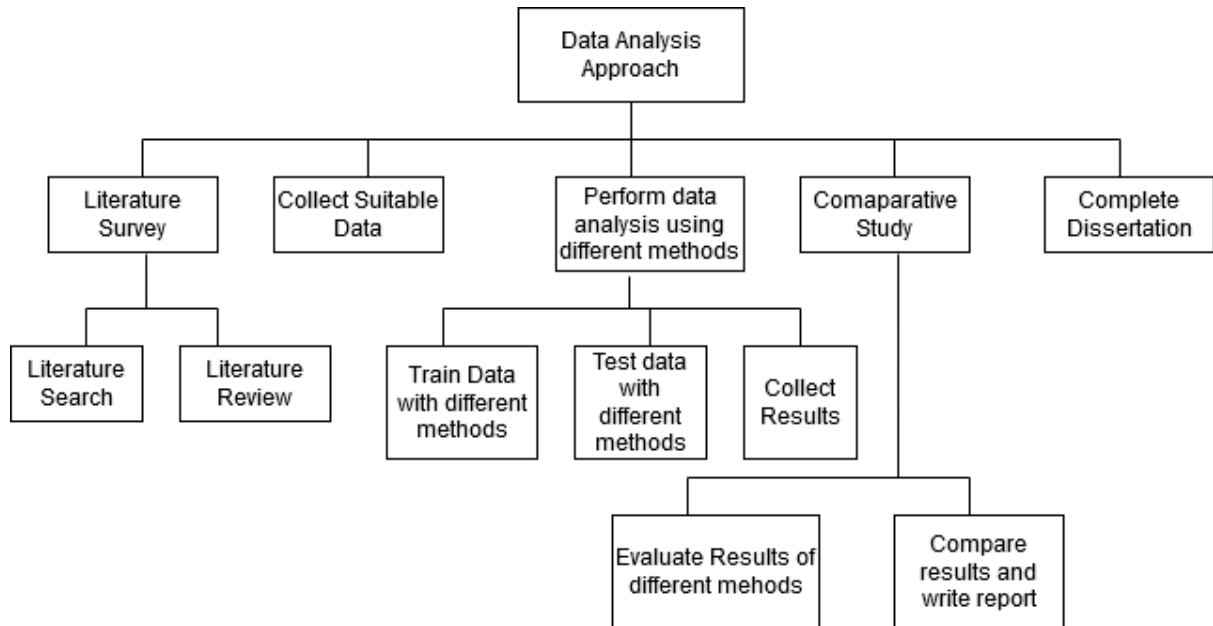 Data Analysis
Approach
Literature
Survey
Collect Suitable
Data
Perform data
analysis using
different methods
Comaparative
Study
Complete
Dissertation
Literature
Search
Literature
Review
Train Data
with different
methods
Test data
with
different
methods
Collect
Results
Evaluate Results of
different mehods
Compare
results and
write report